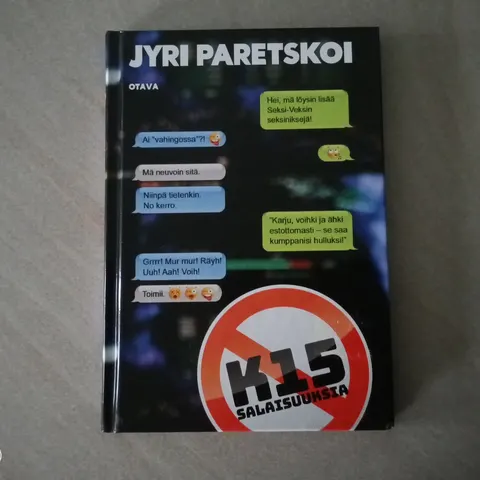 JYRI PARETSKOI
OTAVA
Hei, mä löysin lisää
Seksi-Veksin
seksiniksejä!
Ai "vahingossa"?!
Mä neuvoin sitä.
Niinpä tietenkin.
No kerro.
"Karju, voihki ja ähki
estottomasti – se saa
kumppanisi hulluksi!"
Grrrr! Mur mur! Räyh!
Uuh! Aah! Voih!
Toimii.
K15
SALAISUUKSIA